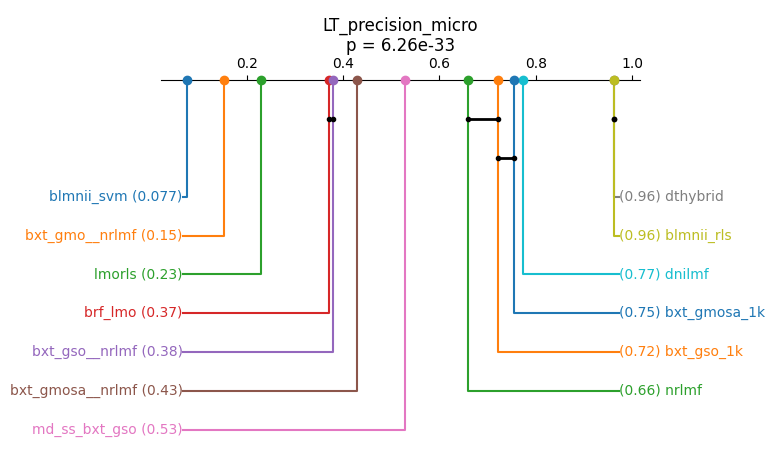 LT_precision_micro
p = 6.26e-33
0.2 0.4 0.6 0.8 1.0
blmnii_svm (0.077) (0.96) dthybrid
bxt_gmo__nrlmf (0.15) (0.96) blmnii_rls
lmorls (0.23) (0.77) dnilmf
brf_lmo (0.37) (0.75) bxt_gmosa_1k
bxt_gso__nrlmf (0.38) (0.72) bxt_gso_1k
bxt_gmosa__nrlmf (0.43) (0.66) nrlmf
md_ss_bxt_gso (0.53)